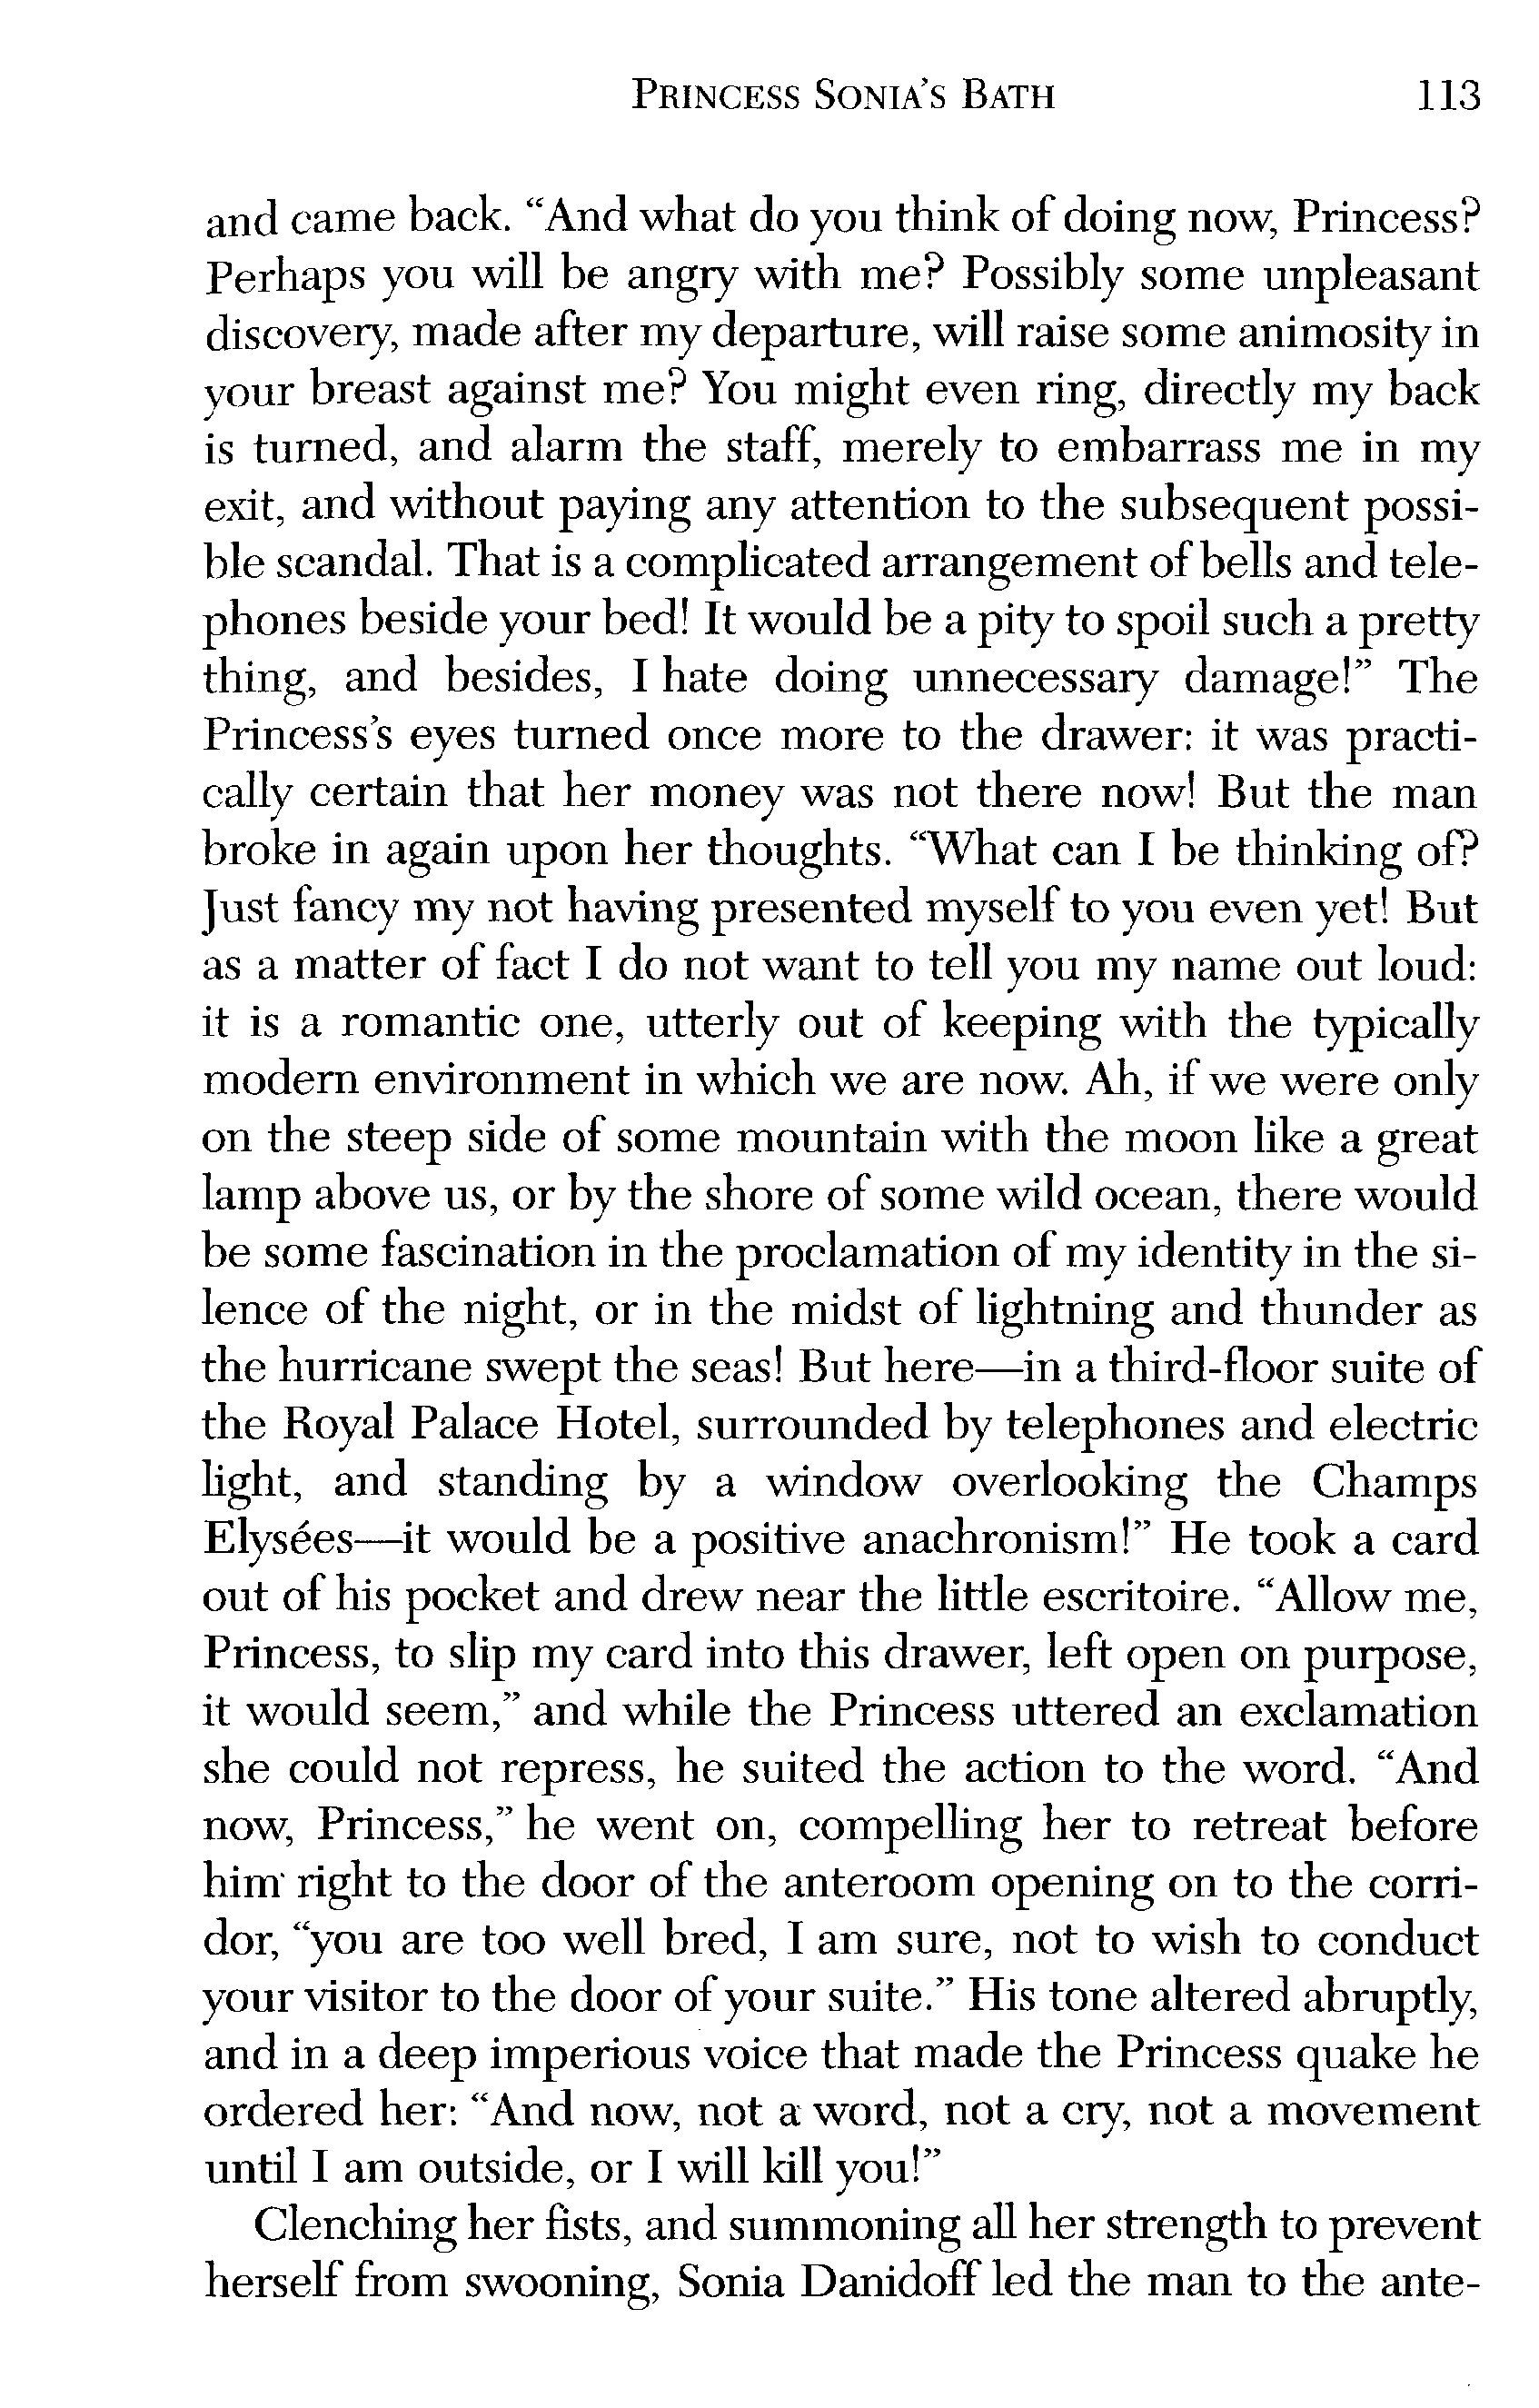 PRINCESS SONIA'S BATH 113
and came back. “And what do you think of doing now, Princess?
Perhaps you will be angry with me? Possibly some unpleasant
discovery, made after my departure, will raise some animosity in
your breast against me? You might even ring, directly my back
is turned, and alarm the staff, merely to embarrass me in my
exit, and without paying any attention to the subsequent possi-
ble scandal. That is a complicated arrangement of bells and tele-
phones beside your bed! It would be a pity to spoil such a pretty
thing, and besides, I hate doing unnecessary damage!” The
Princess’s eyes turned once more to the drawer: it was practi-
cally certain that her money was not there now! But the man
broke in again upon her thoughts. “What can I be thinking of?
Just fancy my not having presented myself to you even yet! But
as a matter of fact I do not want to tell you my name out loud:
it is a romantic one, utterly out of keeping with the typically
modern environment in which we are now. Ah, if we were only
on the steep side of some mountain with the moon like a great
lamp above us, or by the shore of some wild ocean, there would
be some fascination in the proclamation of my identity in the si-
lence of the night, or in the midst of lightning and thunder as
the hurricane swept the seas! But here—in a third-floor suite of
the Royal Palace Hotel, surrounded by telephones and electric
light, and standing by a window overlooking the Champs
Elysées—it would be a positive anachronism!” He took a card
out of his pocket and drew near the little escritoire. “Allow me,
Princess, to slip my card into this drawer, left open on purpose,
it would seem,” and while the Princess uttered an exclamation
she could not repress, he suited the action to the word. “And
now, Princess,” he went on, compelling her to retreat before
him right to the door of the anteroom opening on to the corri-
dor, “you are too well bred, I am sure, not to wish to conduct
your visitor to the door of your suite.” His tone altered abruptly,
and in a deep imperious voice that made the Princess quake he
ordered her: “And now, not a word, not a cry, not a movement
until I am outside, or I will kill you!”
Clenching her fists, and summoning all her strength to prevent
herself from swooning, Sonia Danidoff led the man to the ante-